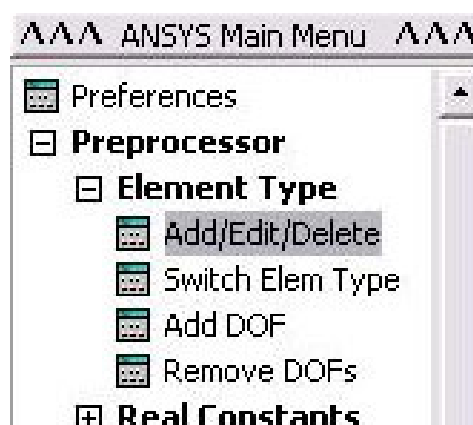 ΛΛΛ ANSYS Main Menu ΛΛΛ
Preferences
Preprocessor
Element Type
Add/Edit/Delete
Switch Elem Type
Add DOF
Remove DOFs
Real Constants